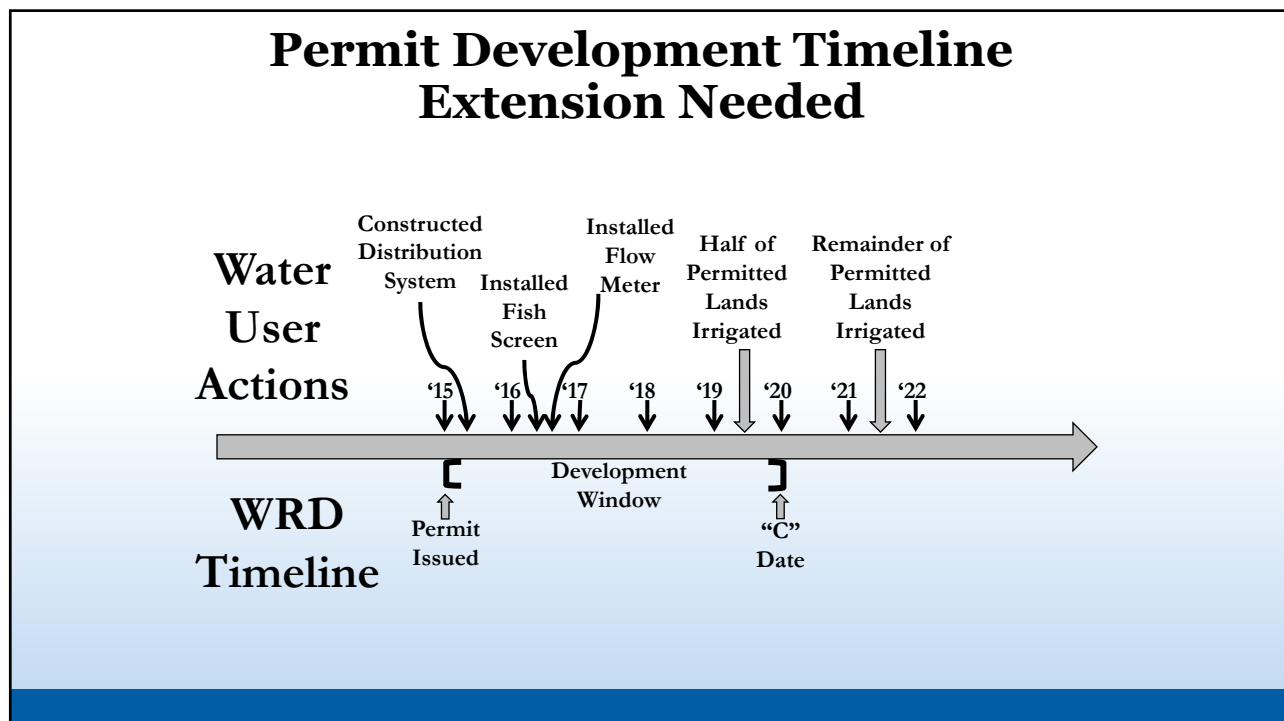 Permit Development Timeline
Extension Needed
Water
User
Actions
Constructed
Distribution
System
Installed
Fish
Screen
Installed
Flow
Meter
Half of
Permitted
Lands
Irrigated
Remainder of
Permitted
Lands
Irrigated
‘15 ‘16 ‘17 ‘18 ‘19 ‘20 ‘21 ‘22
WRD
Timeline
Permit
Issued
Development
Window
“C”
Date